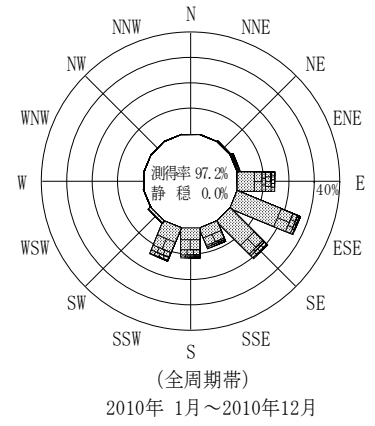 N
NNW NNE
NW NE
WNW ENE
測得率 97.2%
W 40% E
静 穏 0.0%
WSW ESE
SW SE
SSW SSE
S
(全周期帯)
2010年 1月～2010年12月